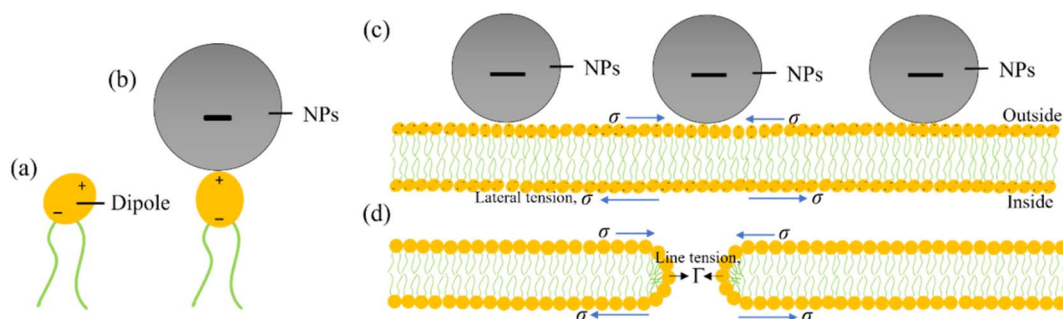 (a)
+
−
Dipole
(b)
−
NPs
+
−
(c)
−
NPs
−
NPs
−
NPs
σ
σ
Outside
Lateral tension, σ
σ
Inside
(d)
σ
σ
Line tension,
Γ
σ
σ